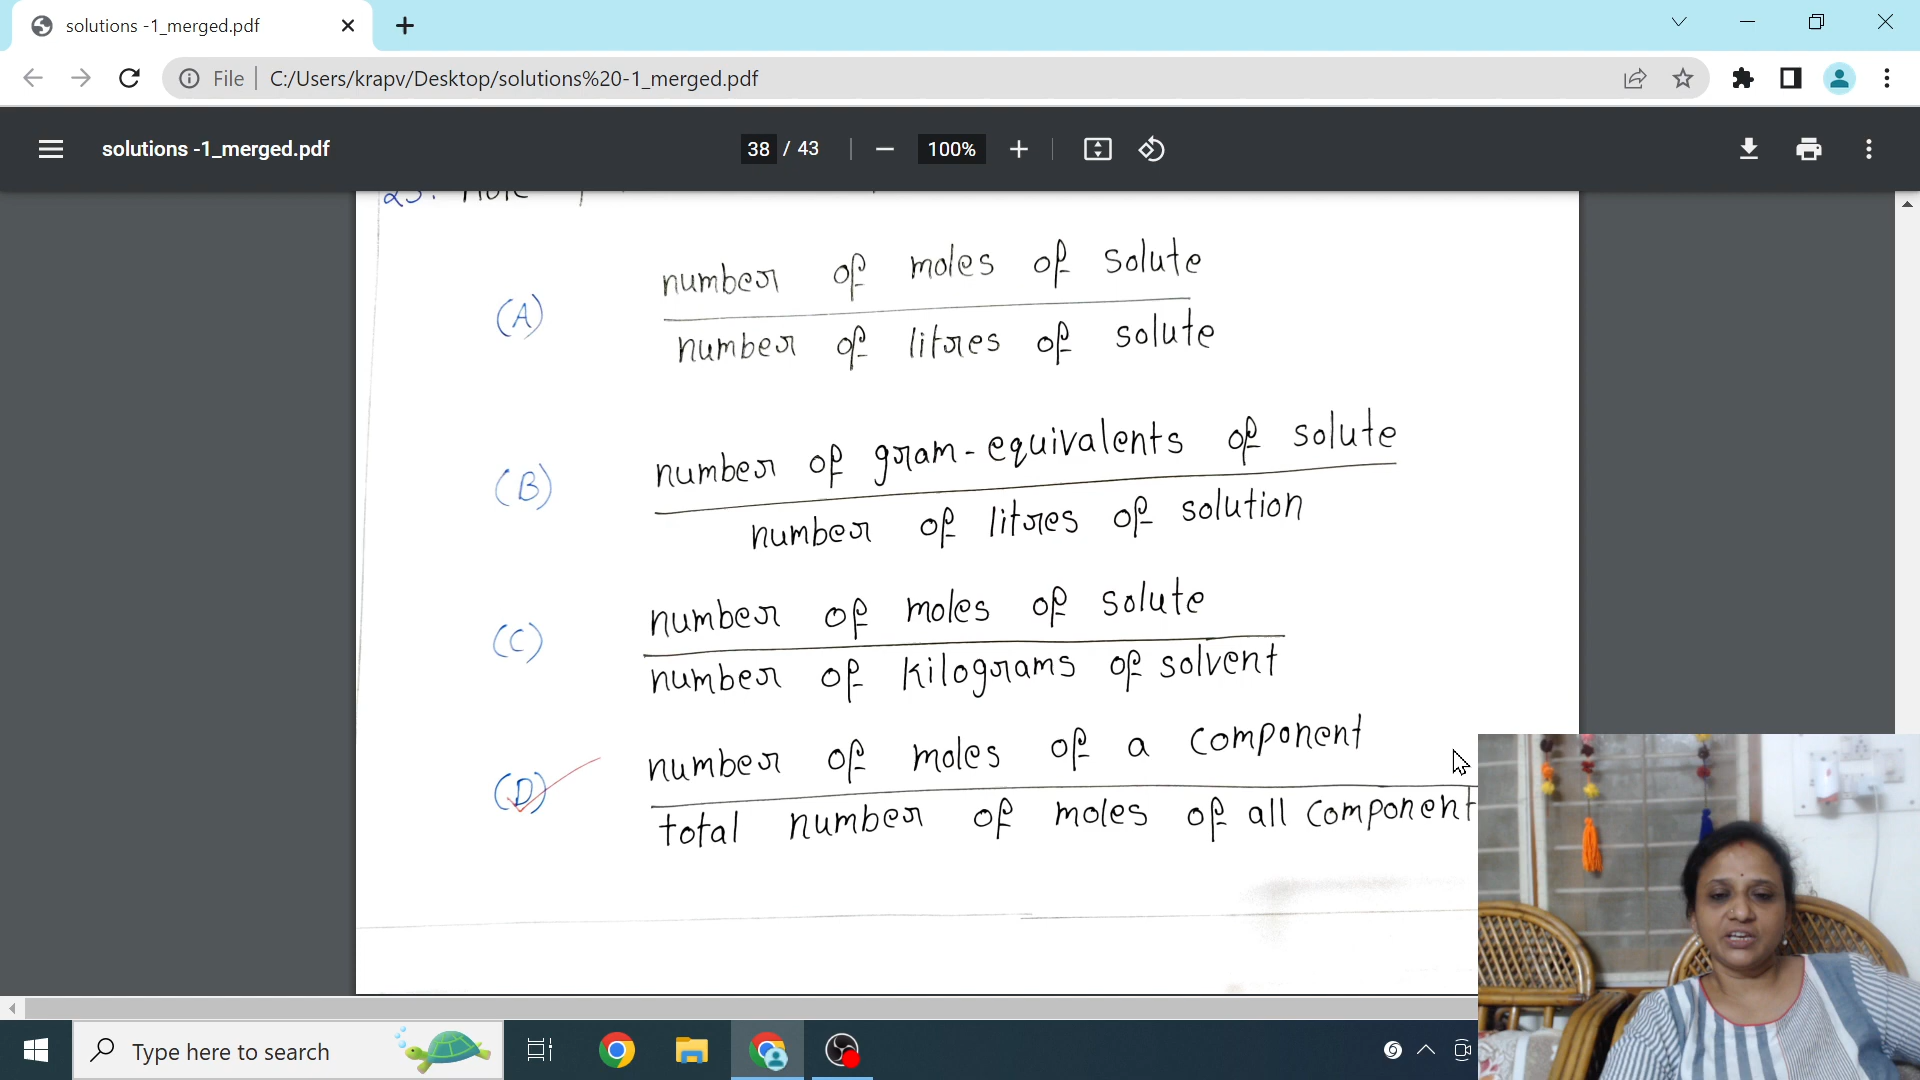 solutions -1_merged.pdf
File
C:/Users/krapv/Desktop/solutions%20-1_merged.pdf
solutions -1_merged.pdf
38 / 43
100%
(A)
number of moles of solute
number of litres of solute
(B)
number of gram-equivalents of solute
number of litres of solution
(C)
number of moles of solute
number of kilograms of solvent
(D)
number of moles of a component
total number of moles of all component
Type here to search